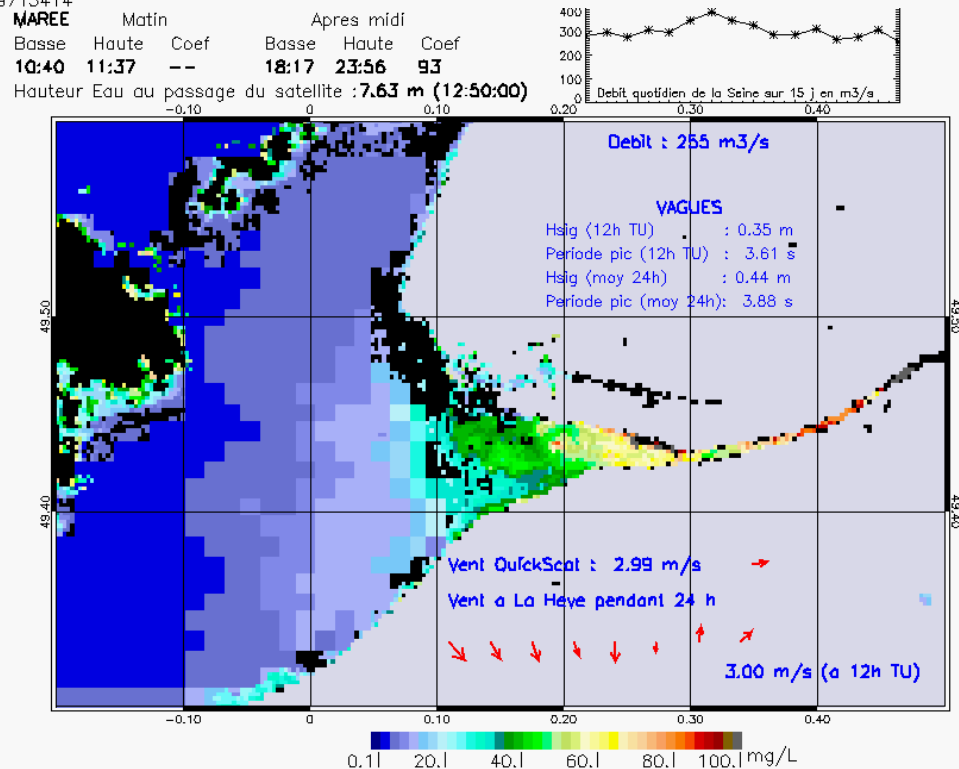 MAREE Matin Apres midi
Basse Haute Coef Basse Haute Coef
10:40 11:37 -- 18:17 23:56 93
Hauteur Eau au passage du satellite :7.63 m (12:50:00)
400
300
200
100
0
Debit quotidien de la Seine sur 15 j en m3/s
-0.10 0 0.10 0.20 0.30 0.40
Debit : 255 m3/s
VAGUES
Hsig (12h TU) : 0.35 m
Periode pic (12h TU) : 3.61 s
Hsig (moy 24h) : 0.44 m
Periode pic (moy 24h): 3.88 s
49.50 49.50
49.40 49.40
Vent QuickScat : 2.99 m/s
Vent a La Heve pendant 24 h
3.00 m/s (a 12h TU)
-0.10 0 0.10 0.20 0.30 0.40
0.1| 20.| 40.| 60.| 80.| 100.| mg/L